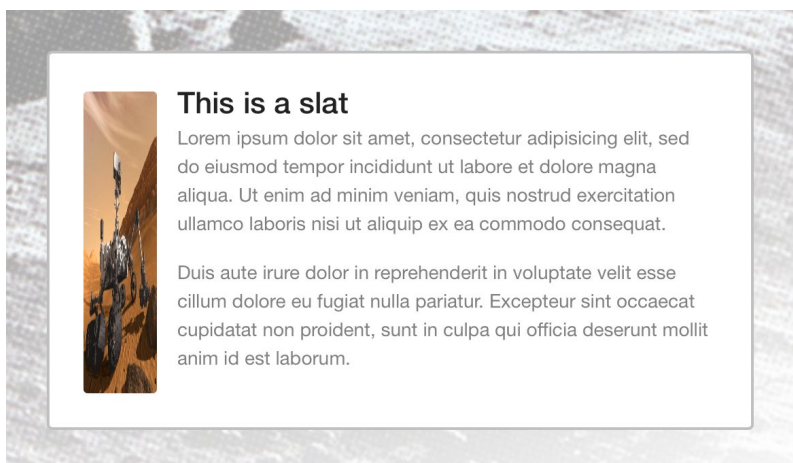 This is a slat
Lorem ipsum dolor sit amet, consectetur adipisicing elit, sed
do eiusmod tempor incididunt ut labore et dolore magna
aliqua. Ut enim ad minim veniam, quis nostrud exercitation
ullamco laboris nisi ut aliquip ex ea commodo consequat.
Duis aute irure dolor in reprehenderit in voluptate velit esse
cillum dolore eu fugiat nulla pariatur. Excepteur sint occaecat
cupidatat non proident, sunt in culpa qui officia deserunt mollit
anim id est laborum.